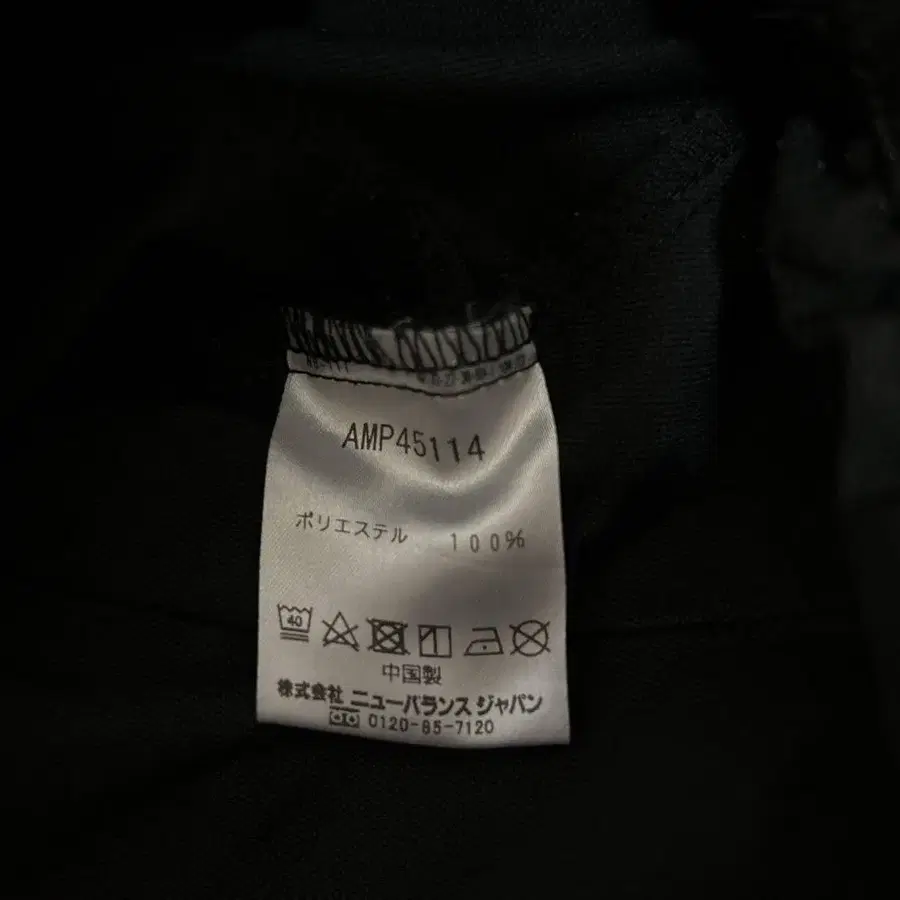 AMP45114
ポリエステル 100%
40
中国製
株式会社 ニューバランス ジャパン
0120-85-7120